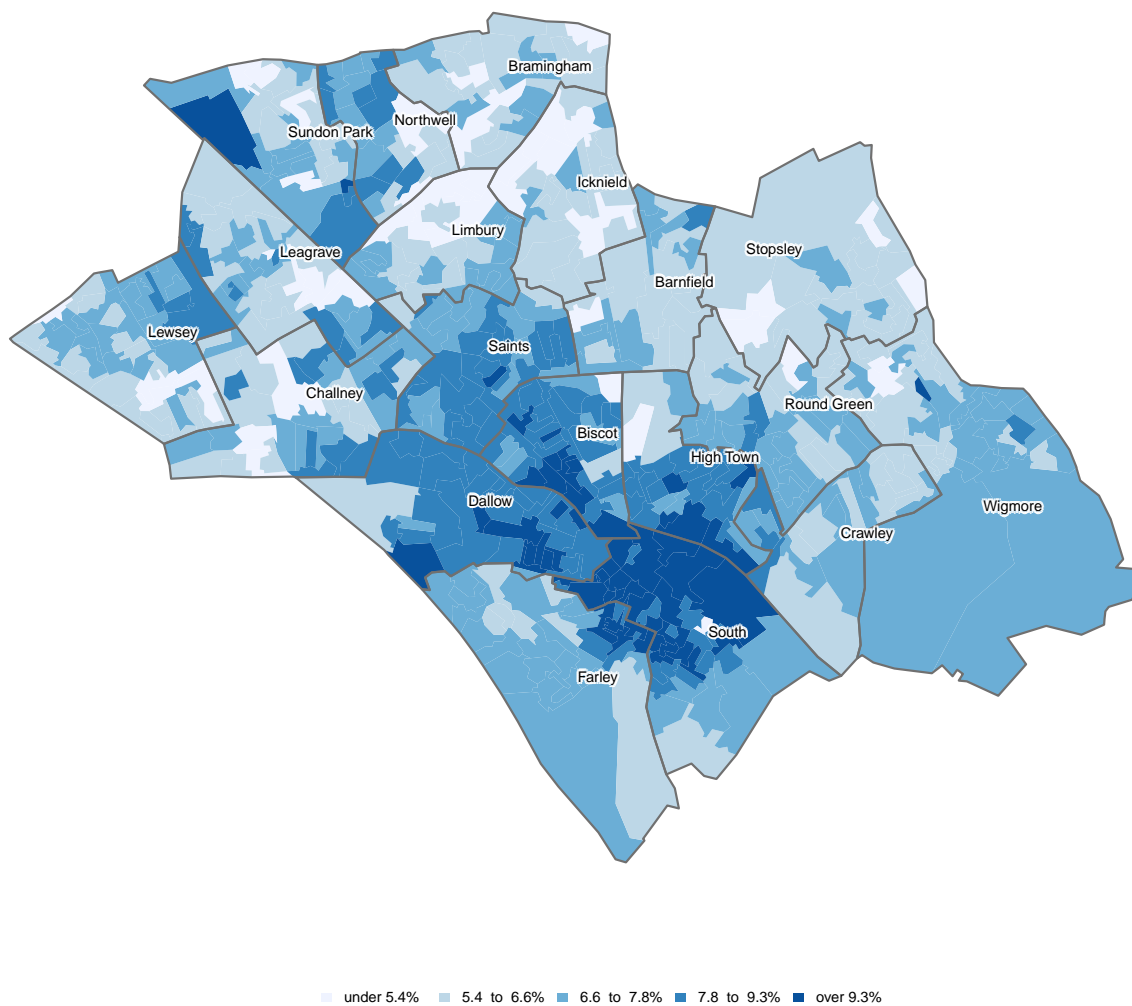 Bramingham
Northwell
Sundon Park
Icknield
Limbury
Stopsley
Leagrave
Barnfield
Lewsey
Saints
Challney
Round Green
Biscot
High Town
Dallow
Wigmore
Crawley
South
Farley
under 5.4% 5.4 to 6.6% 6.6 to 7.8% 7.8 to 9.3% over 9.3%